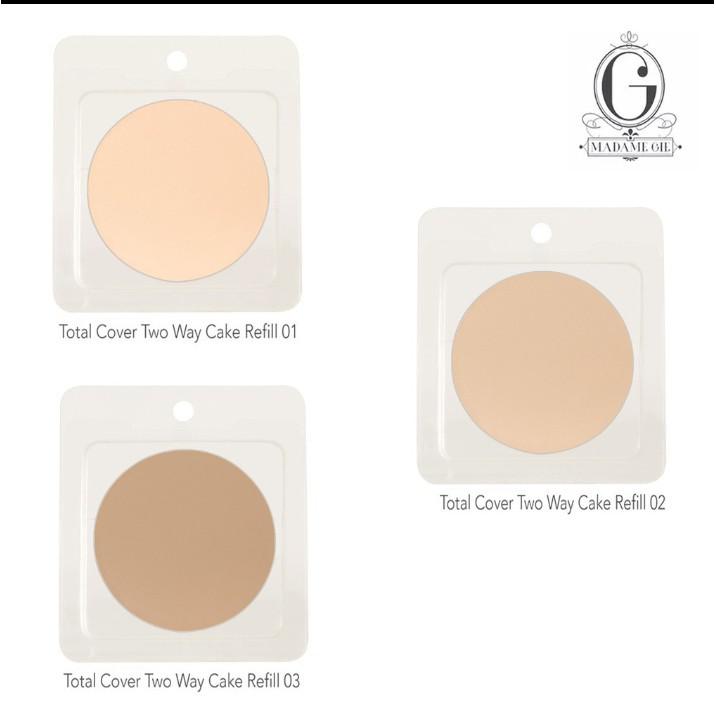 G
MADAME GIE
Total Cover Two Way Cake Refill 01
Total Cover Two Way Cake Refill 02
Total Cover Two Way Cake Refill 03